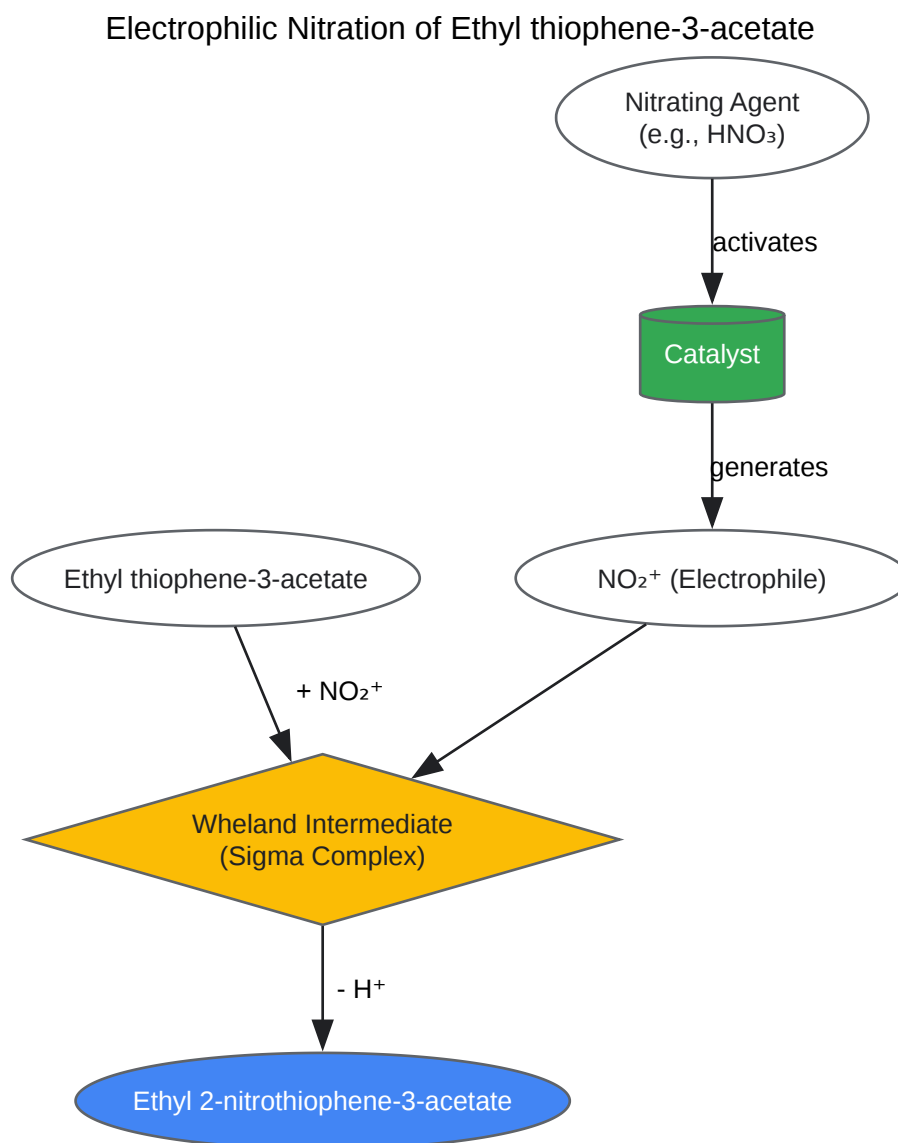 Electrophilic Nitration of Ethyl thiophene-3-acetate
Nitrating Agent
(e.g., HNO₃)
activates
Catalyst
generates
Ethyl thiophene-3-acetate
NO₂⁺ (Electrophile)
+ NO₂⁺
Wheland Intermediate
(Sigma Complex)
- H⁺
Ethyl 2-nitrothiophene-3-acetate